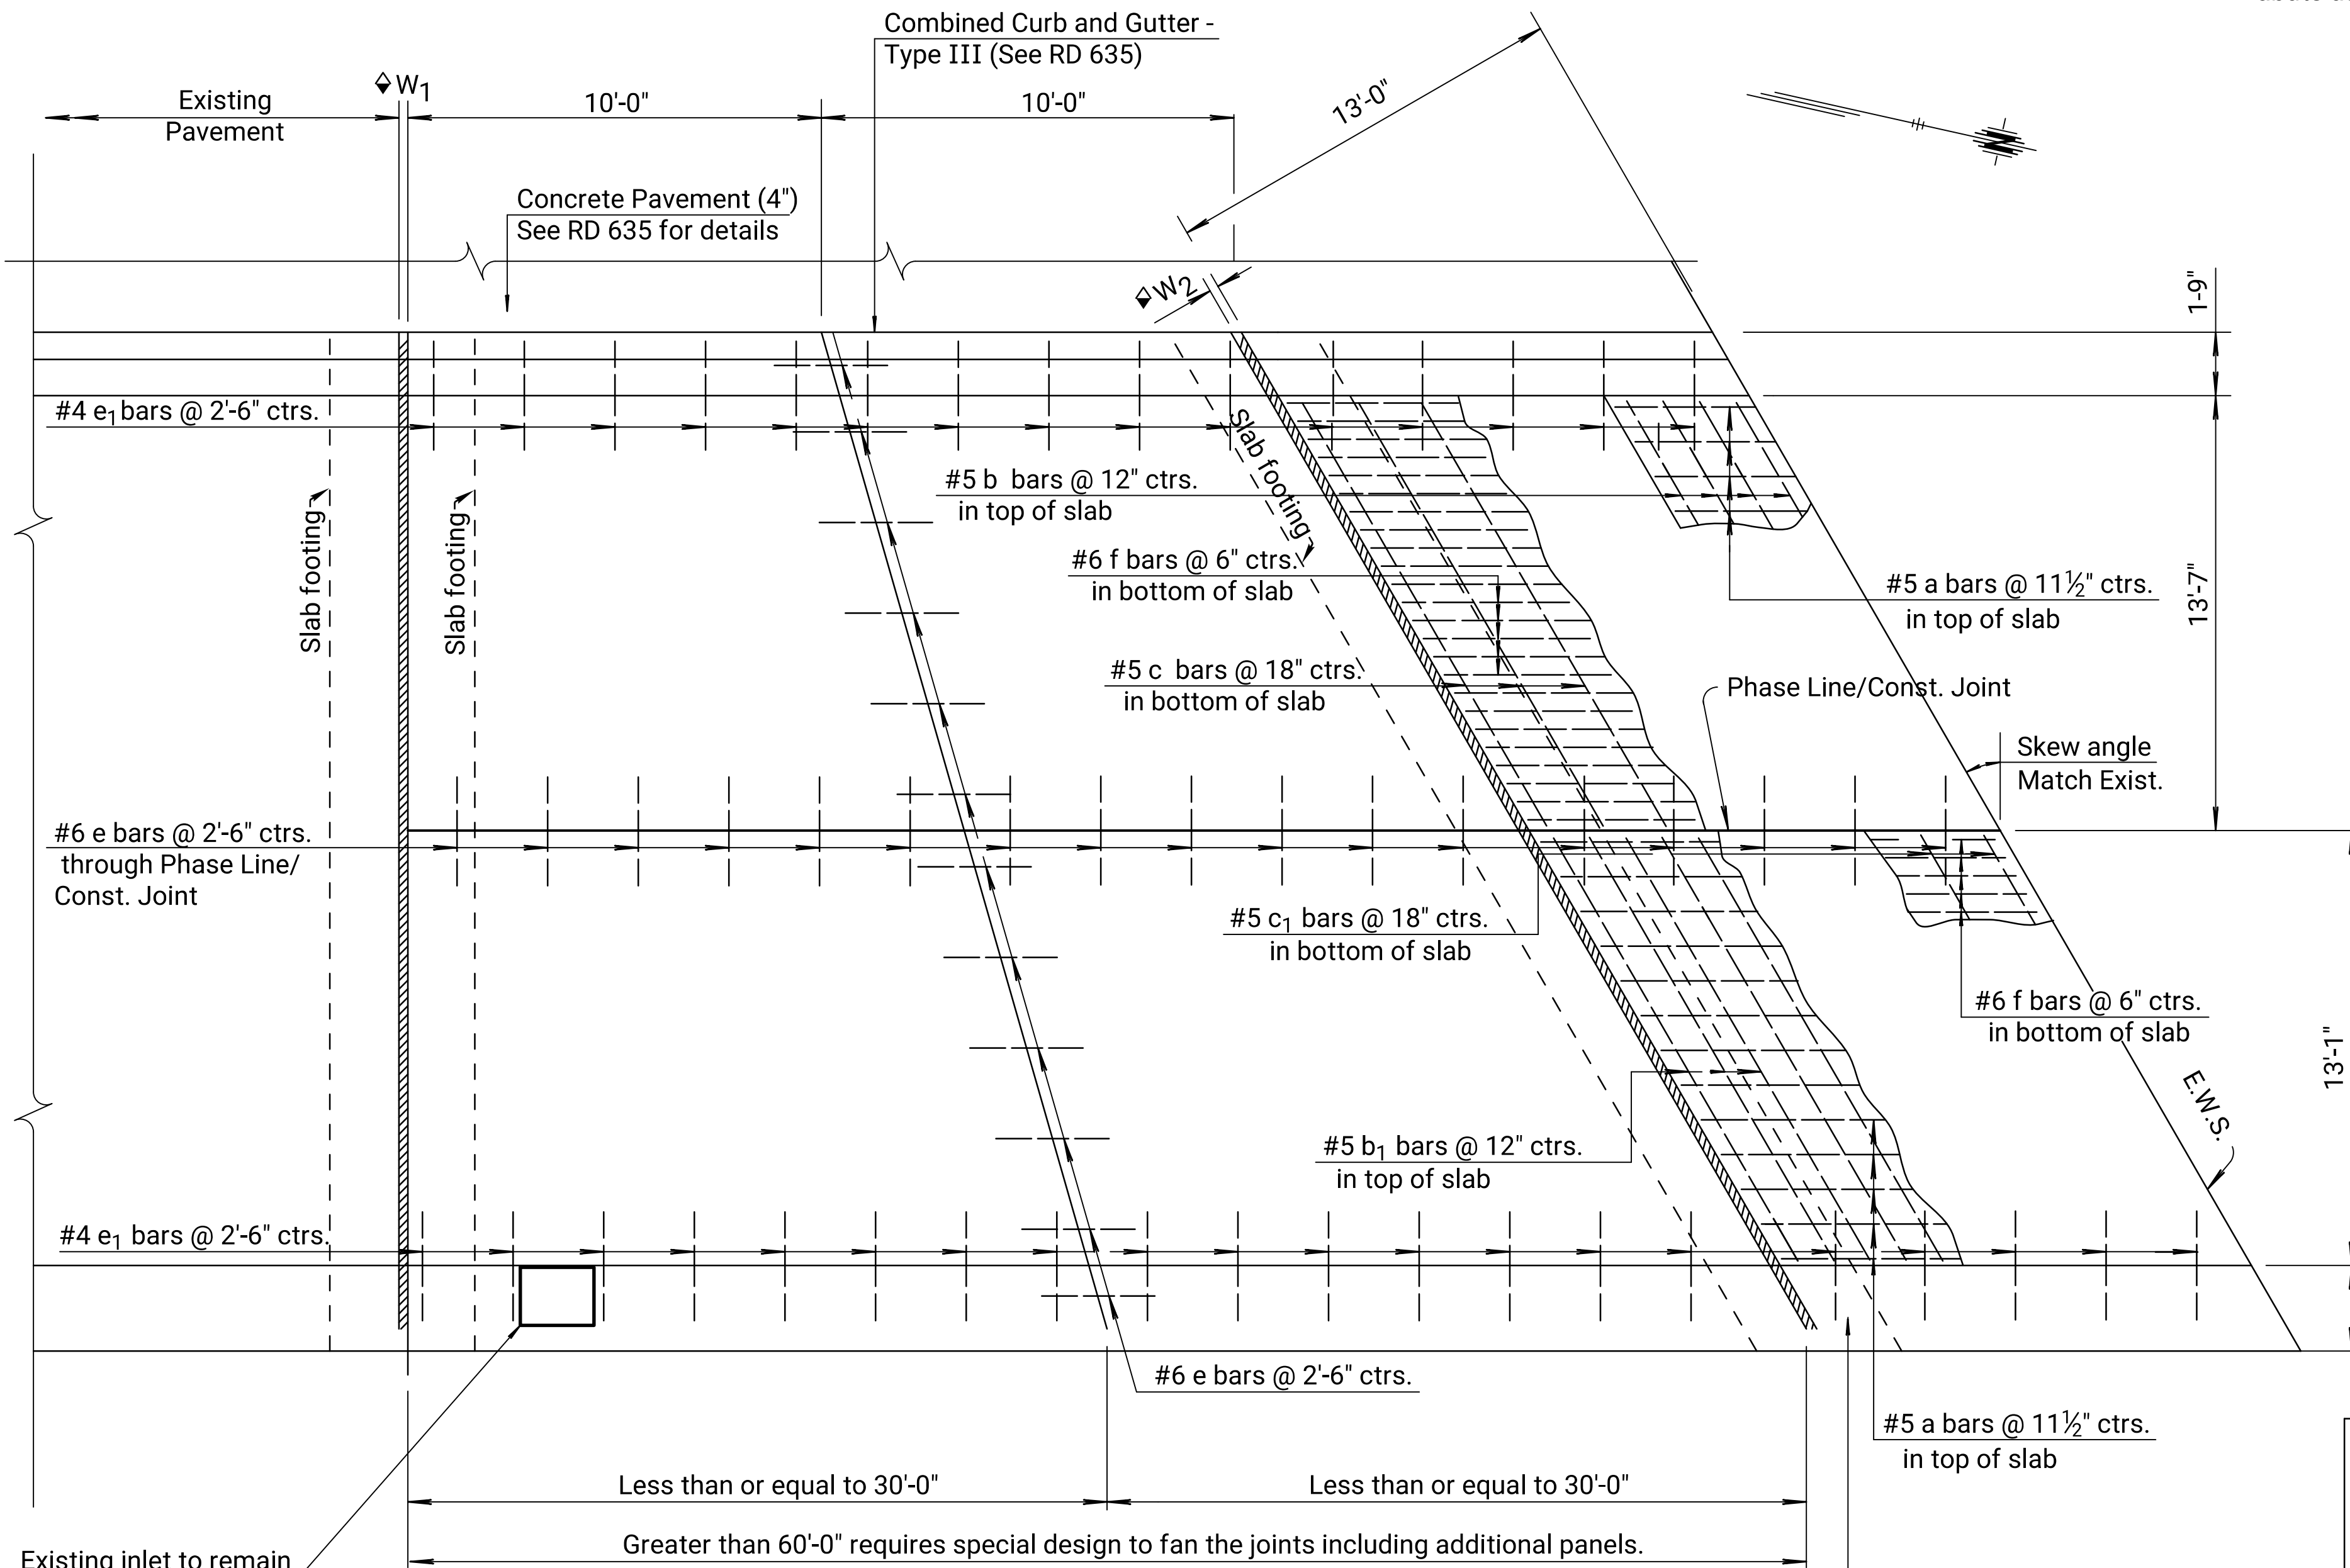 Combined Curb and Gutter -
Type III (See RD 635)
W1
Existing
Pavement
10'-0"
10'-0"
13'-0"
N
Concrete Pavement (4")
See RD 635 for details
W2
1-9"
#4 e1 bars @ 2'-6" ctrs.
Slab footing
Slab footing
Slab footing
#5 b bars @ 12" ctrs.
in top of slab
#6 f bars @ 6" ctrs.
in bottom of slab
#5 a bars @ 11½" ctrs.
in top of slab
13'-7"
#5 c bars @ 18" ctrs.
in bottom of slab
Phase Line/Const. Joint
Skew angle
Match Exist.
#6 e bars @ 2'-6" ctrs.
through Phase Line/
Const. Joint
#5 c1 bars @ 18" ctrs.
in bottom of slab
#6 f bars @ 6" ctrs.
in bottom of slab
13'-1"
E.W.S.
#5 b1 bars @ 12" ctrs.
in top of slab
#4 e1 bars @ 2'-6" ctrs.
#6 e bars @ 2'-6" ctrs.
#5 a bars @ 11½" ctrs.
in top of slab
Less than or equal to 30'-0"
Less than or equal to 30'-0"
Greater than 60'-0" requires special design to fan the joints including additional panels.
Existing inlet to remain